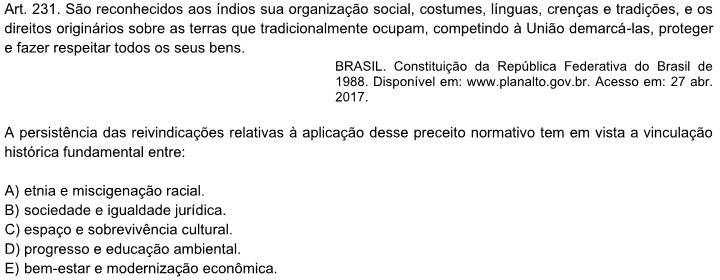 Art. 231. São reconhecidos aos índios sua organização social, costumes, línguas, crenças e tradições, e os
direitos originários sobre as terras que tradicionalmente ocupam, competindo à União demarcá-las, proteger
e fazer respeitar todos os seus bens.
BRASIL. Constituição da República Federativa do Brasil de
1988. Disponível em: www.planalto.gov.br. Acesso em: 27 abr.
2017.
A persistência das reivindicações relativas à aplicação desse preceito normativo tem em vista a vinculação
histórica fundamental entre:
A) etnia e miscigenação racial.
B) sociedade e igualdade jurídica.
C) espaço e sobrevivência cultural.
D) progresso e educação ambiental.
E) bem-estar e modernização econômica.